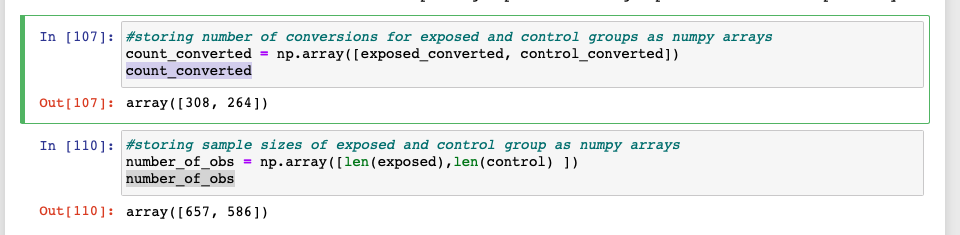 In [107]: #storing number of conversions for exposed and control groups as numpy arrays
count_converted = np.array([exposed_converted, control_converted])
count_converted
Out[107]: array([308, 264])
In [110]: #storing sample sizes of exposed and control group as numpy arrays
number_of_obs = np.array([len(exposed),len(control) ])
number_of_obs
Out[110]: array([657, 586])